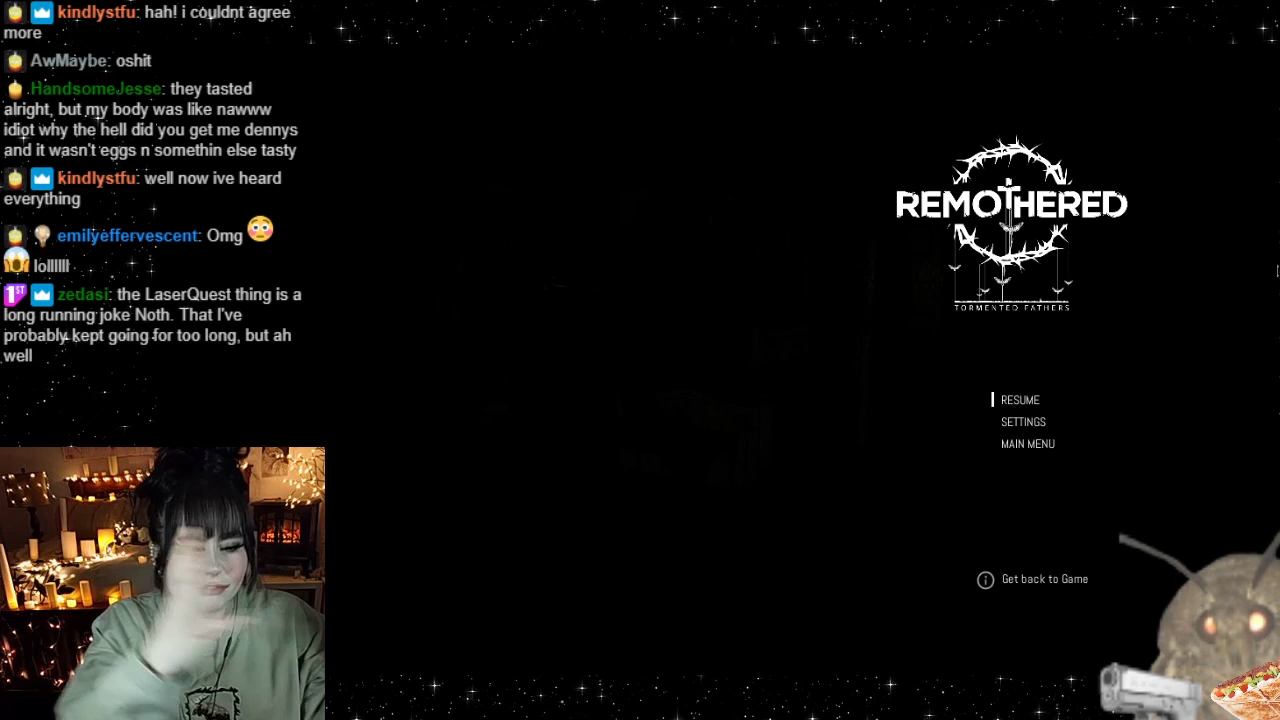 kindlystfu: hah! i couldnt agree
more
AwMaybe: oshit
HandsomeJesse: they tasted
alright, but my body was like nawww
idiot why the hell did you get me dennys
and it wasn't eggs n somethin else tasty
kindlystfu: well now ive heard
everything
emilyeffervescent: Omg 😳
😱 lolllllll
1ST zedasi: the LaserQuest thing is a
long running joke Noth. That I've
probably kept going for too long, but ah
well
REMOTHERED
TORMENTED FATHERS
RESUME
SETTINGS
MAIN MENU
Get back to Game